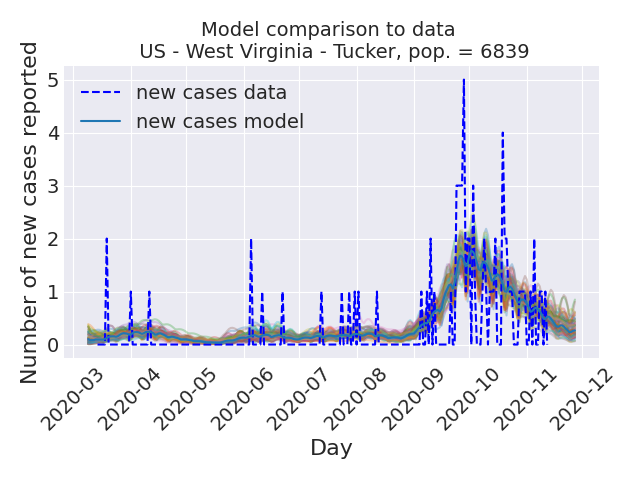 Model comparison to data
US - West Virginia - Tucker, pop. = 6839
Number of new cases reported
5
4
3
2
1
0
new cases data
new cases model
2020-03
2020-04
2020-05
2020-06
2020-07
2020-08
2020-09
2020-10
2020-11
2020-12
Day